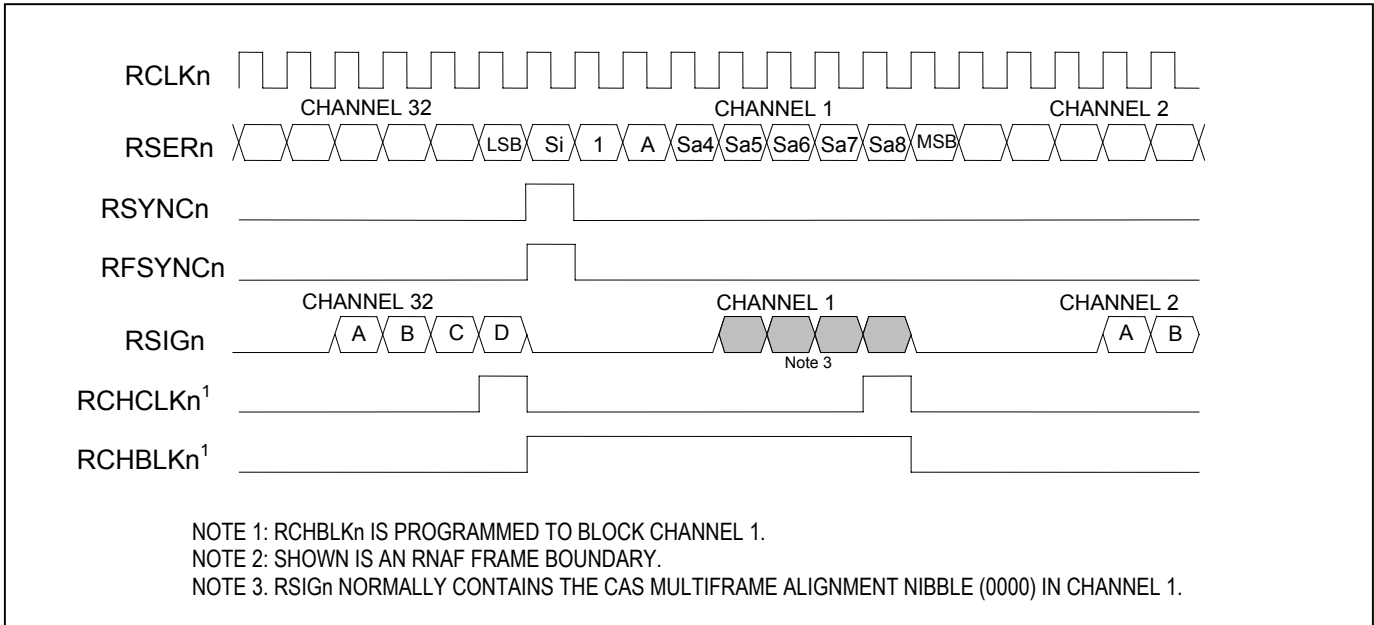 RCLKn
CHANNEL 32 CHANNEL 1 CHANNEL 2
RSERn LSB Si 1 A Sa4 Sa5 Sa6 Sa7 Sa8 MSB
RSYNCn
RFSYNCn
CHANNEL 32 CHANNEL 1 CHANNEL 2
RSIGn A B C D A B
Note 3
RCHCLKn1
RCHBLKn1
NOTE 1: RCHBLKn IS PROGRAMMED TO BLOCK CHANNEL 1.
NOTE 2: SHOWN IS AN RNAF FRAME BOUNDARY.
NOTE 3. RSIGn NORMALLY CONTAINS THE CAS MULTIFRAME ALIGNMENT NIBBLE (0000) IN CHANNEL 1.